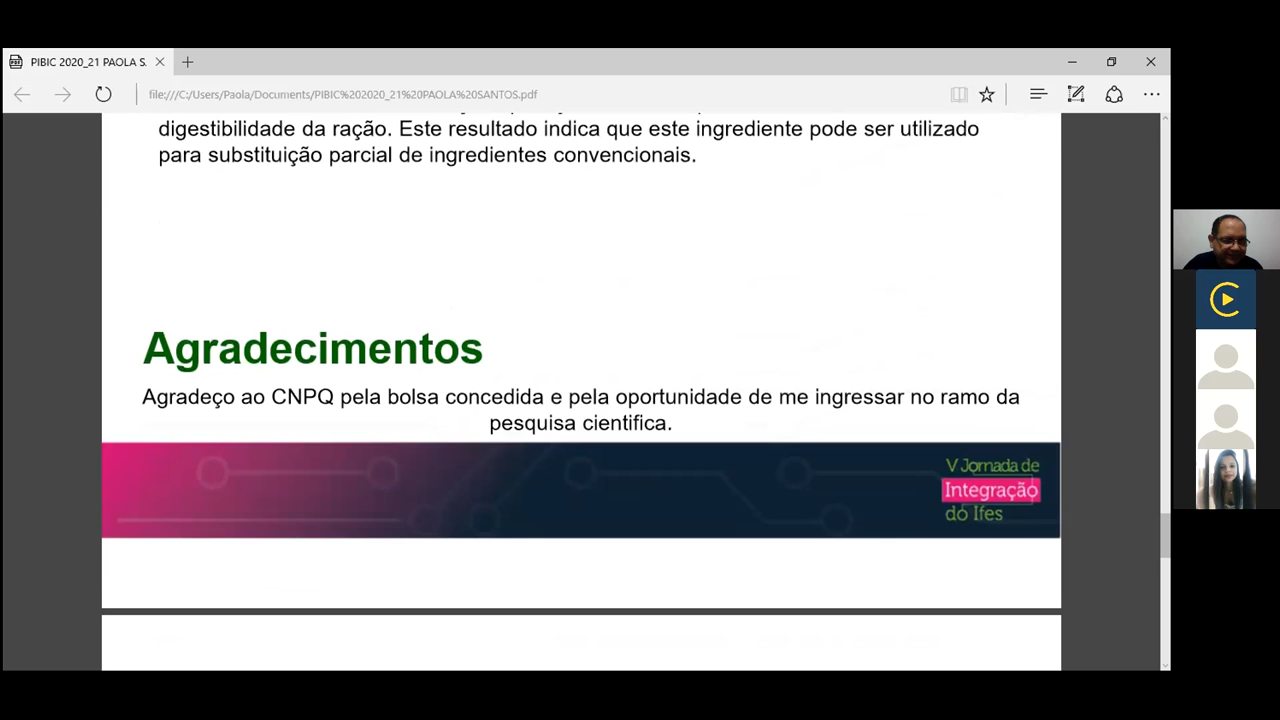 PIBIC 2020_21 PAOLA S.
file:///C:/Users/Paola/Documents/PIBIC%202020_21%20PAOLA%20SANTOS.pdf
digestibilidade da ração. Este resultado indica que este ingrediente pode ser utilizado
para substituição parcial de ingredientes convencionais.
Agradecimentos
Agradeço ao CNPQ pela bolsa concedida e pela oportunidade de me ingressar no ramo da
pesquisa cientifica.
V Jornada de
Integração
do Ifes